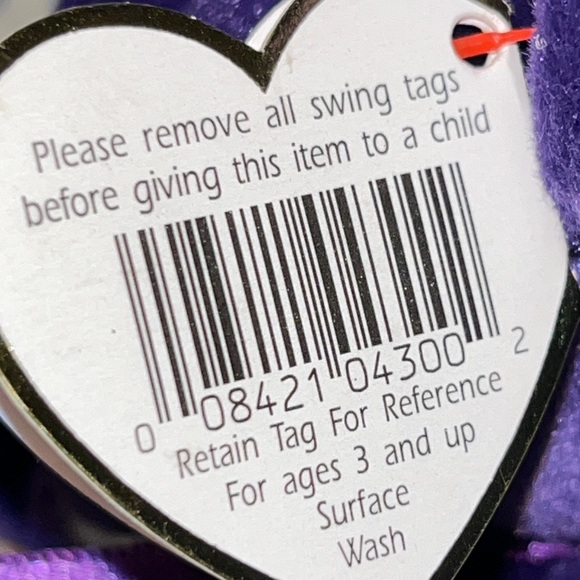 Please remove all swing tags
before giving this item to a child
0 08421 04300 2
Retain Tag For Reference
For ages 3 and up
Surface
Wash